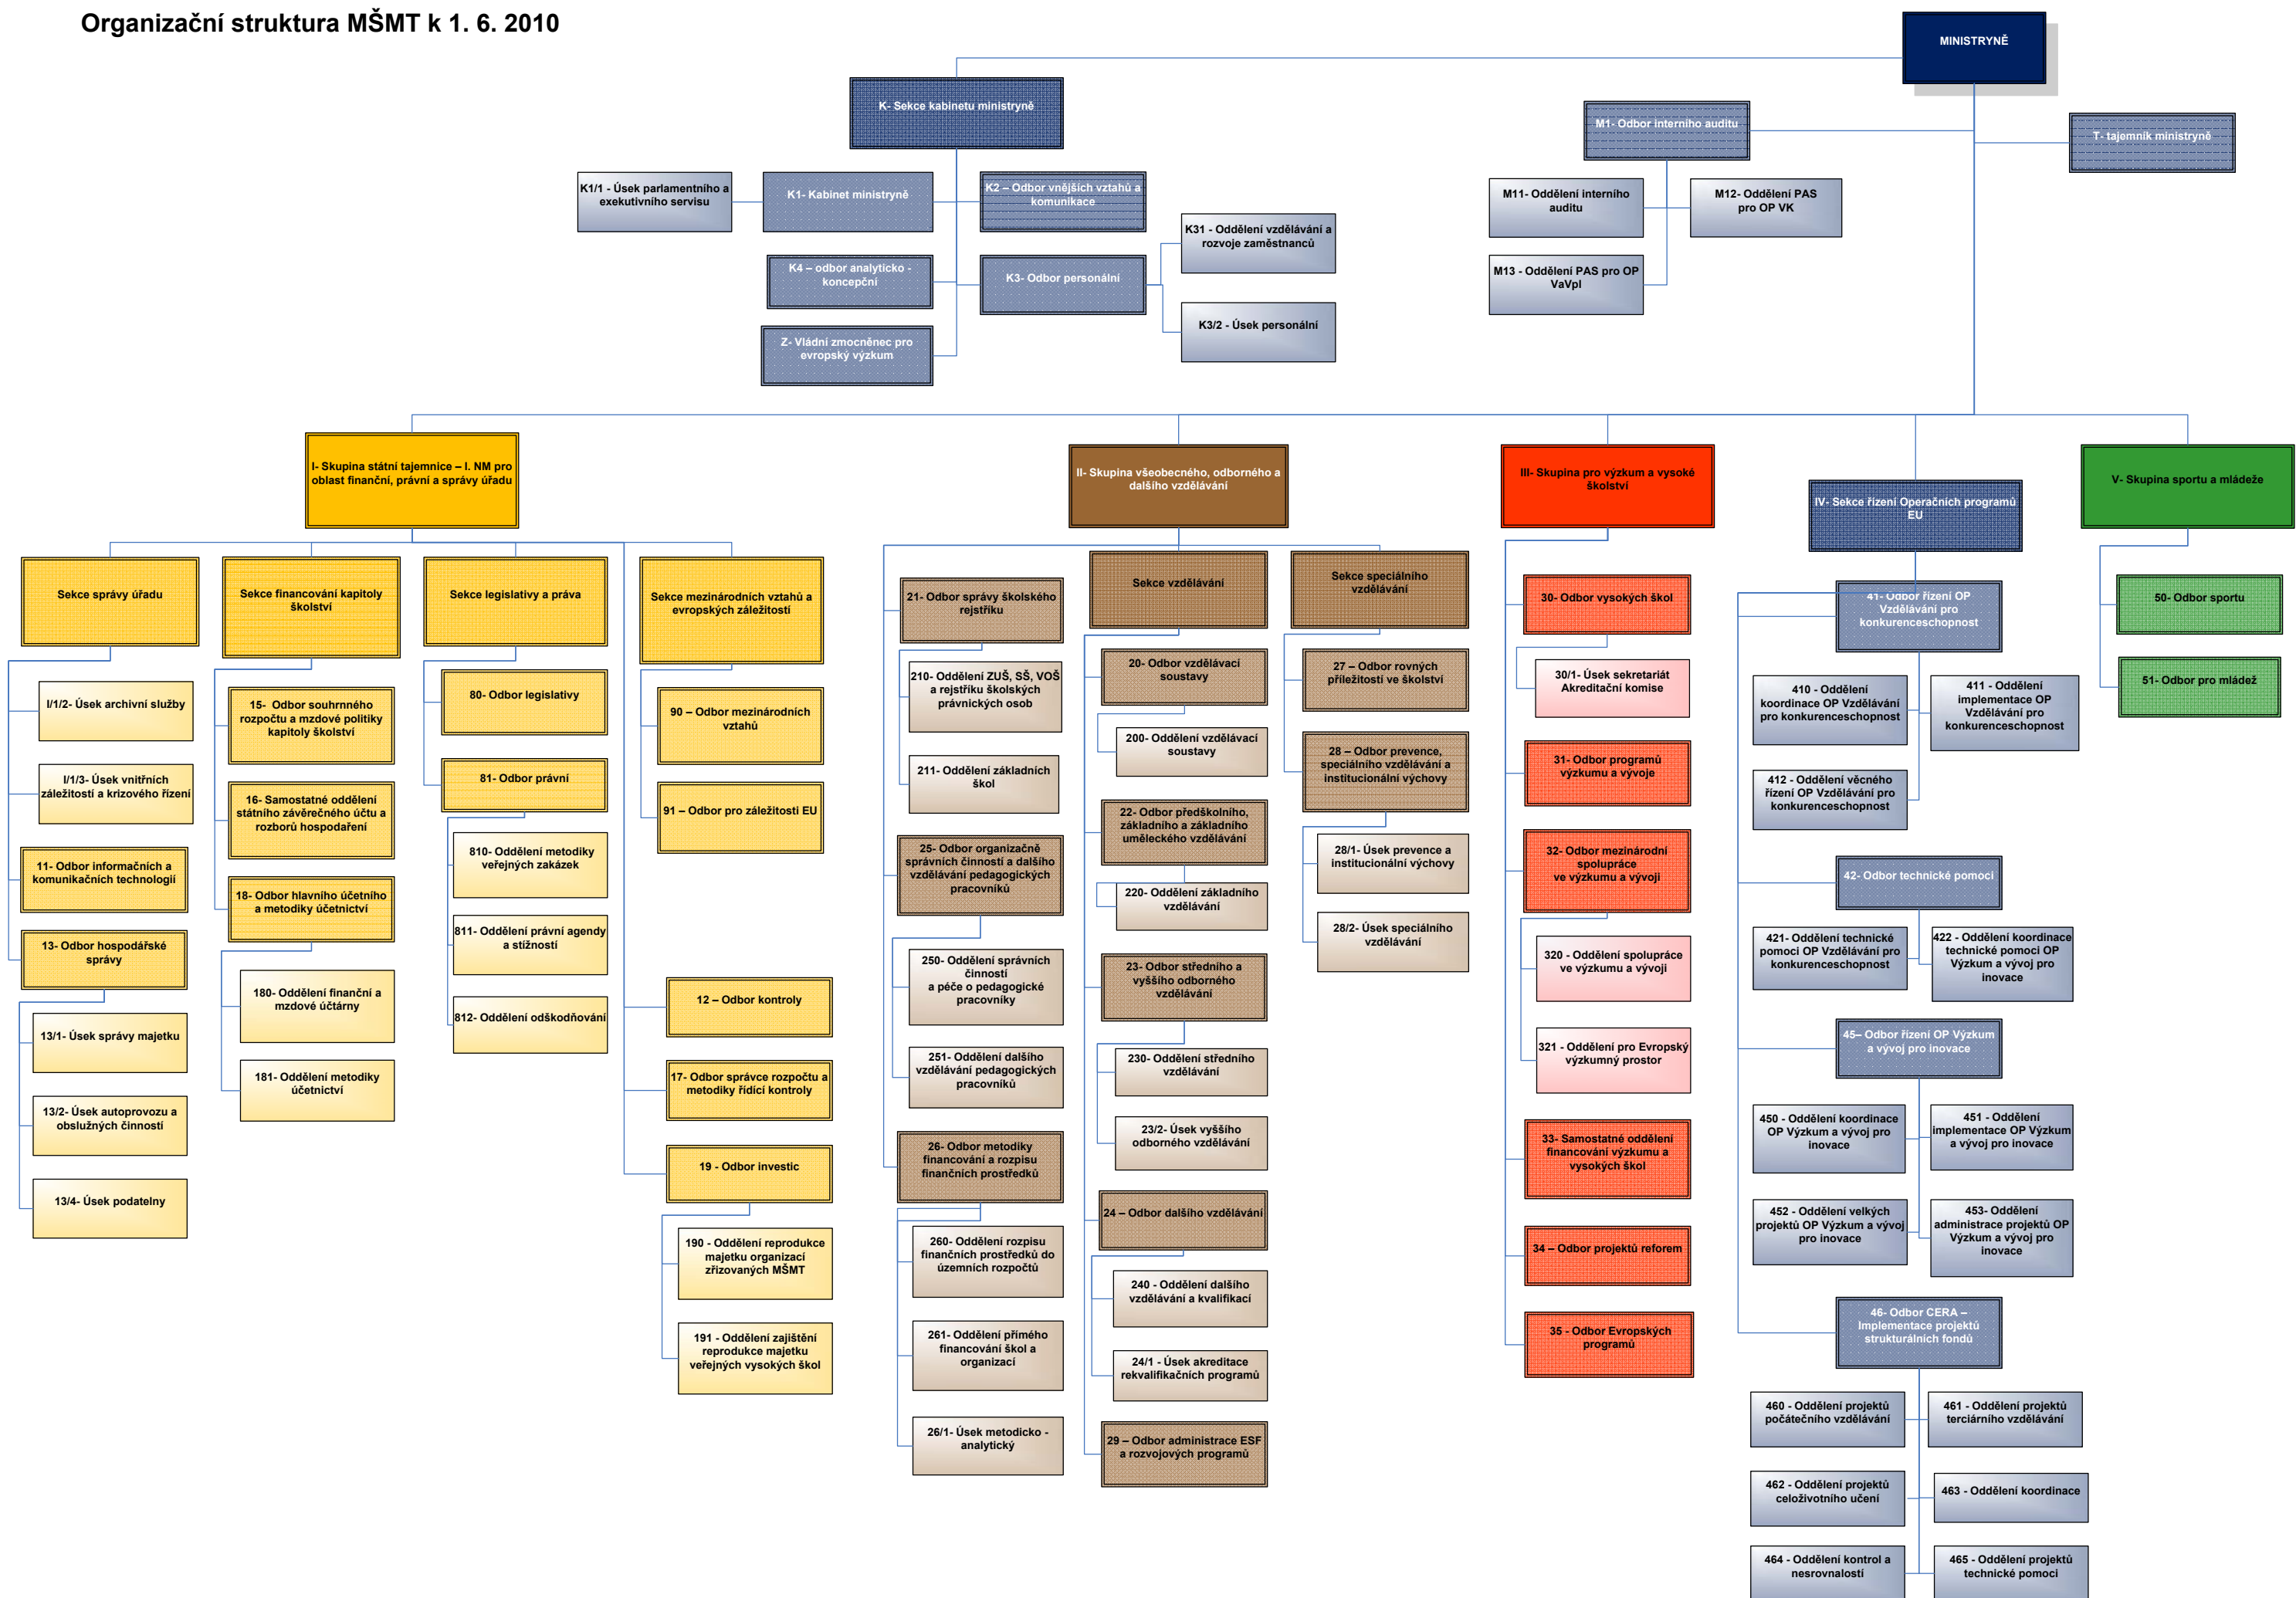 Organizační struktura MŠMT k 1. 6. 2010
MINISTRYNĚ
K- Sekce kabinetu ministryně
M1- Odbor interního auditu
T- tajemník ministryně
K1/1 - Úsek parlamentního a
exekutivního servisu
K1- Kabinet ministryně
K2 – Odbor vnějších vztahů a
komunikace
M11- Oddělení interního
auditu
M12- Oddělení PAS
pro OP VK
K31 - Oddělení vzdělávání a
rozvoje zaměstnanců
K4 – odbor analyticko -
koncepční
K3- Odbor personální
M13 - Oddělení PAS pro OP
VaVpI
K3/2 - Úsek personální
Z- Vládní zmocněnec pro
evropský výzkum
I- Skupina státní tajemnice – I. NM pro
oblast finanční, právní a správy úřadu
II- Skupina všeobecného, odborného a
dalšího vzdělávání
III- Skupina pro výzkum a vysoké
školství
IV- Sekce řízení Operačních programů
EU
V- Skupina sportu a mládeže
Sekce správy úřadu
Sekce financování kapitoly
školství
Sekce legislativy a práva
Sekce mezinárodních vztahů a
evropských záležitostí
I/1/2- Úsek archivní služby
I/1/3- Úsek vnitřních
záležitostí a krizového řízení
11- Odbor informačních a
komunikačních technologií
13- Odbor hospodářské
správy
13/1- Úsek správy majetku
13/2- Úsek autoprovozu a
obslužných činností
13/4- Úsek podatelny
15- Odbor souhrnného
rozpočtu a mzdové politiky
kapitoly školství
16- Samostatné oddělení
státního závěrečného účtu a
rozborů hospodaření
18- Odbor hlavního účetního
a metodiky účetnictví
180- Oddělení finanční a
mzdové účtárny
181- Oddělení metodiky
účetnictví
80- Odbor legislativy
81- Odbor právní
810- Oddělení metodiky
veřejných zakázek
811- Oddělení právní agendy
a stížností
812- Oddělení odškodňování
90 – Odbor mezinárodních
vztahů
91 – Odbor pro záležitosti EU
12 – Odbor kontroly
17- Odbor správce rozpočtu a
metodiky řídící kontroly
19 - Odbor investic
190 - Oddělení reprodukce
majetku organizací
zřizovaných MŠMT
191 - Oddělení zajištění
reprodukce majetku
veřejných vysokých škol
21- Odbor správy školského
rejstříku
210- Oddělení ZUŠ, SŠ, VOŠ
a rejstříku školských
právnických osob
211- Oddělení základních
škol
25- Odbor organizačně
správních činností a dalšího
vzdělávání pedagogických
pracovníků
250- Oddělení správních
činností
a péče o pedagogické
pracovníky
251- Oddělení dalšího
vzdělávání pedagogických
pracovníků
26- Odbor metodiky
financování a rozpisu
finančních prostředků
260- Oddělení rozpisu
finančních prostředků do
územních rozpočtů
261- Oddělení přímého
financování škol a
organizací
26/1- Úsek metodicko -
analytický
Sekce vzdělávání
20- Odbor vzdělávací
soustavy
200- Oddělení vzdělávací
soustavy
22- Odbor předškolního,
základního a základního
uměleckého vzdělávání
220- Oddělení základního
vzdělávání
23- Odbor středního a
vyššího odborného
vzdělávání
230- Oddělení středního
vzdělávání
23/2- Úsek vyššího
odborného vzdělávání
24 – Odbor dalšího vzdělávání
240 - Oddělení dalšího
vzdělávání a kvalifikací
24/1 - Úsek akreditace
rekvalifikačních programů
29 – Odbor administrace ESF
a rozvojových programů
Sekce speciálního
vzdělávání
27 – Odbor rovných
příležitostí ve školství
28 – Odbor prevence,
speciálního vzdělávání a
institucionální výchovy
28/1- Úsek prevence a
institucionální výchovy
28/2- Úsek speciálního
vzdělávání
30- Odbor vysokých škol
30/1- Úsek sekretariát
Akreditační komise
31- Odbor programů
výzkumu a vývoje
32- Odbor mezinárodní
spolupráce
ve výzkumu a vývoji
320 - Oddělení spolupráce
ve výzkumu a vývoji
321 - Oddělení pro Evropský
výzkumný prostor
33- Samostatné oddělení
financování výzkumu a
vysokých škol
34 – Odbor projektů reforem
35 - Odbor Evropských
programů
41- Odbor řízení OP
Vzdělávání pro
konkurenceschopnost
410 - Oddělení
koordinace OP Vzdělávání
pro konkurenceschopnost
411 - Oddělení
implementace OP
Vzdělávání pro
konkurenceschopnost
412 - Oddělení věcného
řízení OP Vzdělávání pro
konkurenceschopnost
42- Odbor technické pomoci
421- Oddělení technické
pomoci OP Vzdělávání pro
konkurenceschopnost
422 - Oddělení koordinace
technické pomoci OP
Výzkum a vývoj pro
inovace
45– Odbor řízení OP Výzkum
a vývoj pro inovace
450 - Oddělení koordinace
OP Výzkum a vývoj pro
inovace
451 - Oddělení
implementace OP Výzkum
a vývoj pro inovace
452 - Oddělení velkých
projektů OP Výzkum a vývoj
pro inovace
453- Oddělení
administrace projektů OP
Výzkum a vývoj pro
inovace
46- Odbor CERA –
Implementace projektů
strukturálních fondů
460 - Oddělení projektů
počátečního vzdělávání
461 - Oddělení projektů
terciárního vzdělávání
462 - Oddělení projektů
celoživotního učení
463 - Oddělení koordinace
464 - Oddělení kontrol a
nesrovnalostí
465 - Oddělení projektů
technické pomoci
50- Odbor sportu
51- Odbor pro mládež